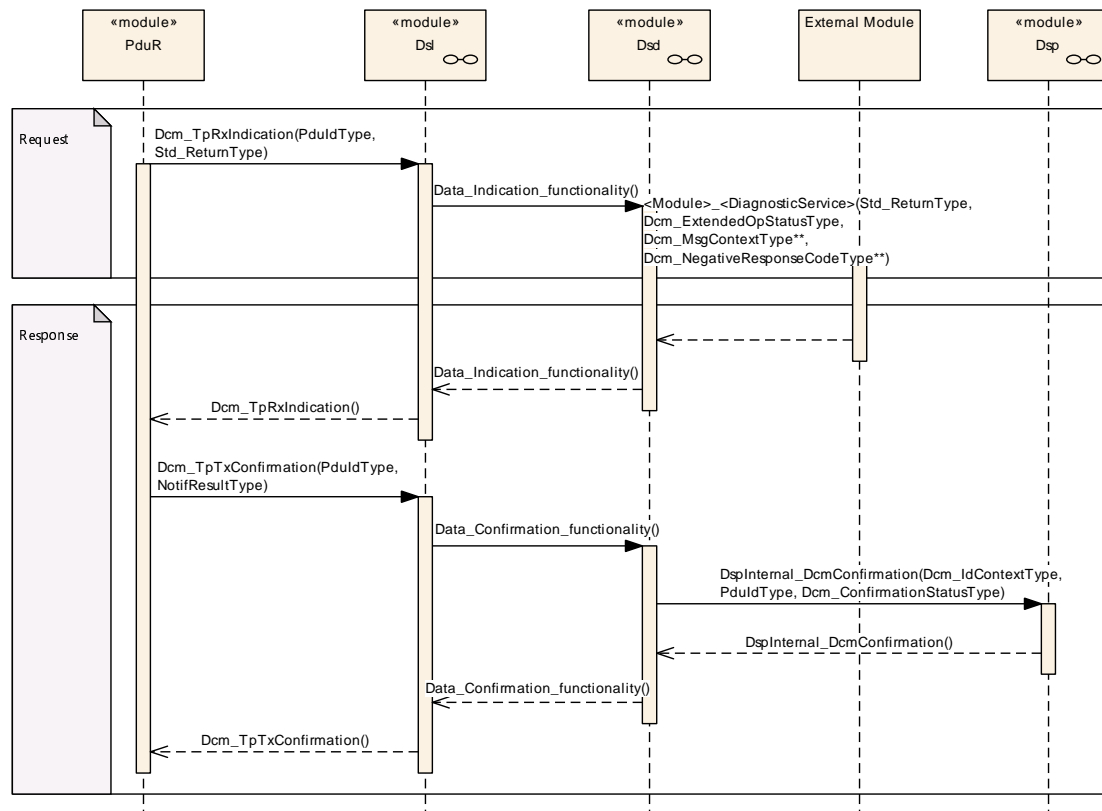 «module»
PduR
«module»
Dsl
«module»
Dsd
External Module
«module»
Dsp
Request
Dcm_TpRxIndication(PduIdType,
Std_ReturnType)
Data_Indication_functionality()
<Module>_<DiagnosticService>(Std_ReturnType,
Dcm_ExtendedOpStatusType,
Dcm_MsgContextType**,
Dcm_NegativeResponseCodeType**)
Response
Data_Indication_functionality()
Dcm_TpRxIndication()
Dcm_TpTxConfirmation(PduIdType,
NotifResultType)
Data_Confirmation_functionality()
DspInternal_DcmConfirmation(Dcm_IdContextType,
PduIdType, Dcm_ConfirmationStatusType)
DspInternal_DcmConfirmation()
Data_Confirmation_functionality()
Dcm_TpTxConfirmation()